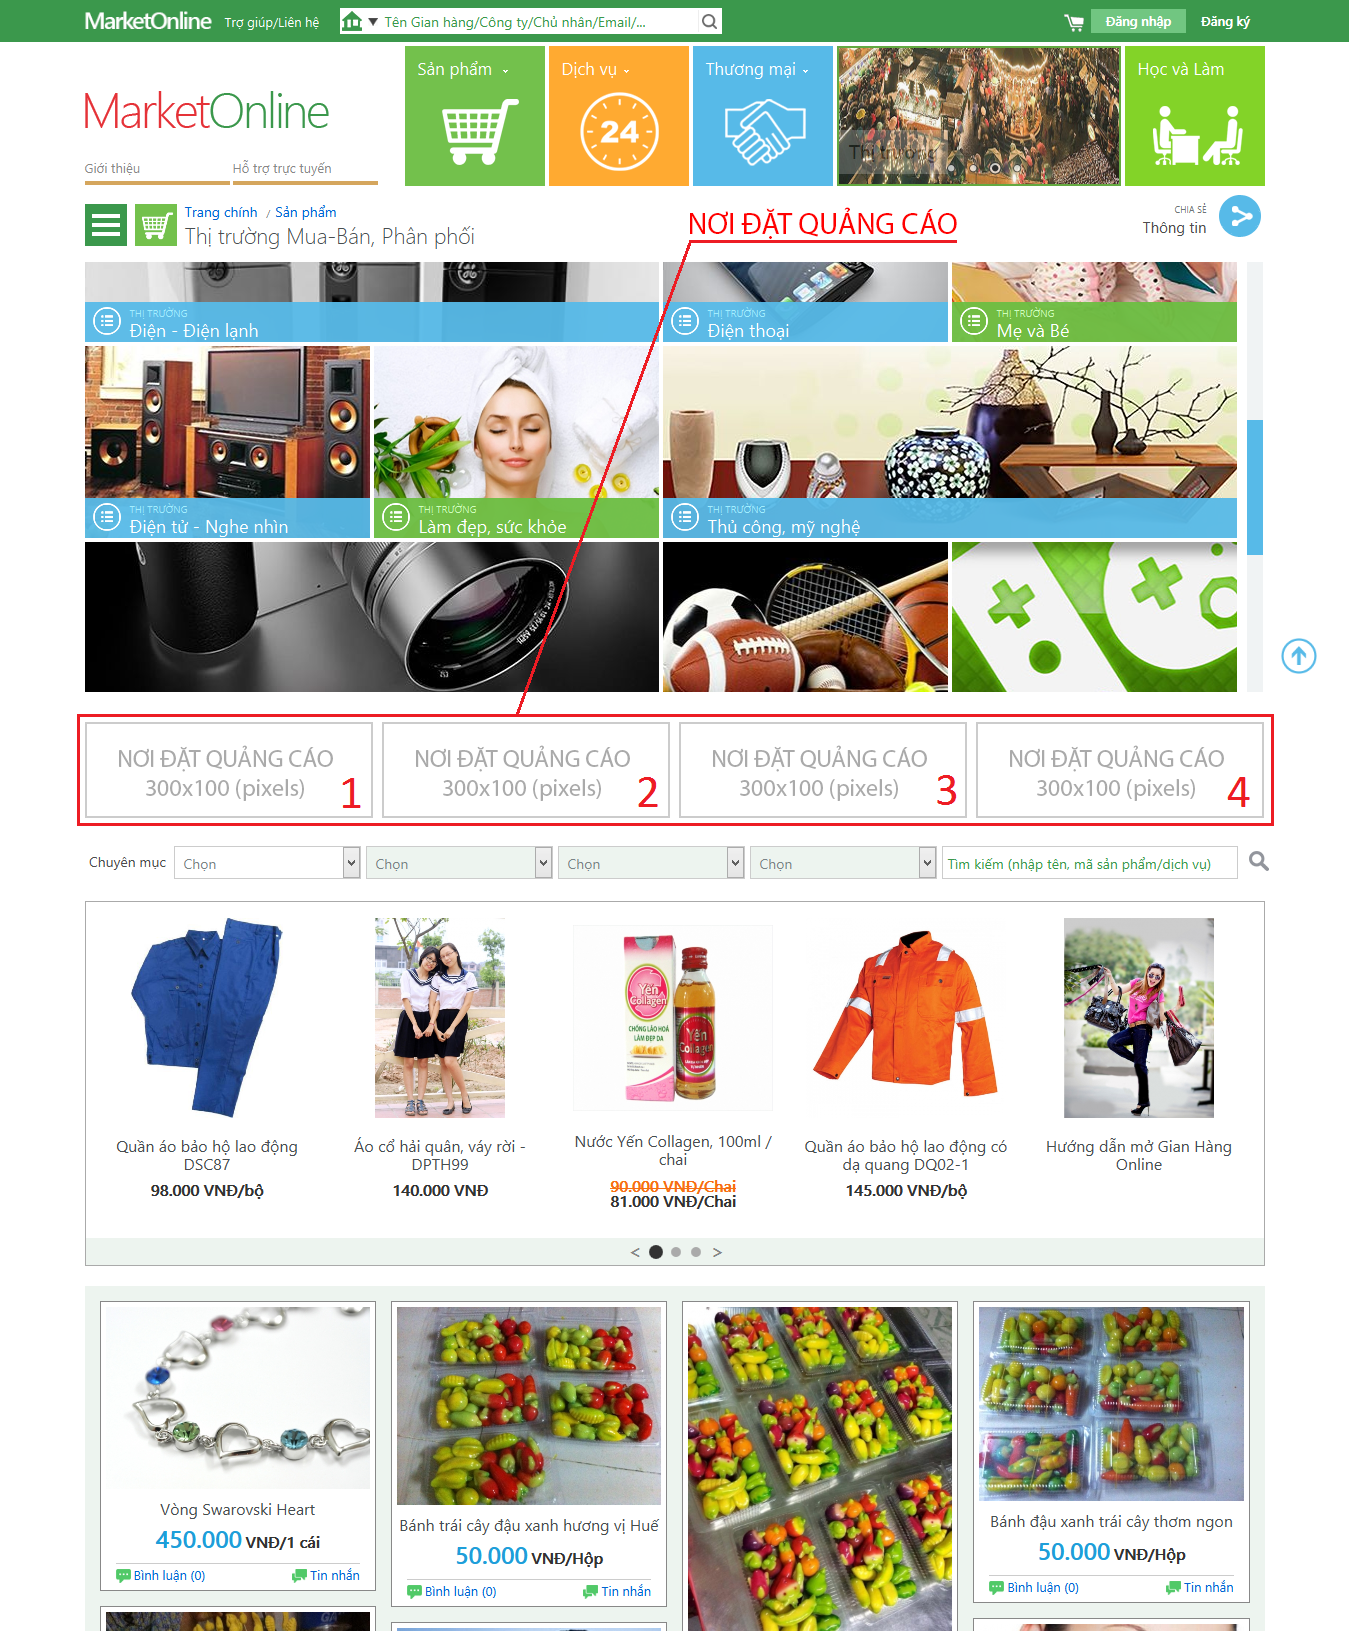 MarketOnline
Trợ giúp/Liên hệ
Tên Gian hàng/Công ty/Chủ nhân/Email/...
Đăng nhập
Đăng ký
MarketOnline
Giới thiệu
Hỗ trợ trực tuyến
Sản phẩm
Dịch vụ
24
Thương mại
Thị trường
Học và Làm
Trang chính / Sản phẩm
Thị trường Mua-Bán, Phân phối
NƠI ĐẶT QUẢNG CÁO
CHIA SẺ
Thông tin
THỊ TRƯỜNG
Điện - Điện lạnh
THỊ TRƯỜNG
Điện thoại
THỊ TRƯỜNG
Mẹ và Bé
THỊ TRƯỜNG
Điện tử - Nghe nhìn
THỊ TRƯỜNG
Làm đẹp, sức khỏe
THỊ TRƯỜNG
Thủ công, mỹ nghệ
NƠI ĐẶT QUẢNG CÁO
300x100 (pixels)
1
NƠI ĐẶT QUẢNG CÁO
300x100 (pixels)
2
NƠI ĐẶT QUẢNG CÁO
300x100 (pixels)
3
NƠI ĐẶT QUẢNG CÁO
300x100 (pixels)
4
Chuyên mục
Chọn
Chọn
Chọn
Chọn
Tìm kiếm (nhập tên, mã sản phẩm/dịch vụ)
Yến
Collagen
CHỐNG LÃO HOÁ
LÀM ĐẸP DA
Yến
Collagen
Quần áo bảo hộ lao động
DSC87
98.000 VNĐ/bộ
Áo cổ hải quân, váy rời -
DPTH99
140.000 VNĐ
Nước Yến Collagen, 100ml /
chai
90.000 VNĐ/Chai
81.000 VNĐ/Chai
Quần áo bảo hộ lao động có
dạ quang DQ02-1
145.000 VNĐ/bộ
Hướng dẫn mở Gian Hàng
Online
< >
Vòng Swarovski Heart
450.000 VNĐ/1 cái
Bình luận (0)
Tin nhắn
Bánh trái cây đậu xanh hương vị Huế
50.000 VNĐ/Hộp
Bình luận (0)
Tin nhắn
Bánh đậu xanh trái cây thơm ngon
50.000 VNĐ/Hộp
Bình luận (0)
Tin nhắn